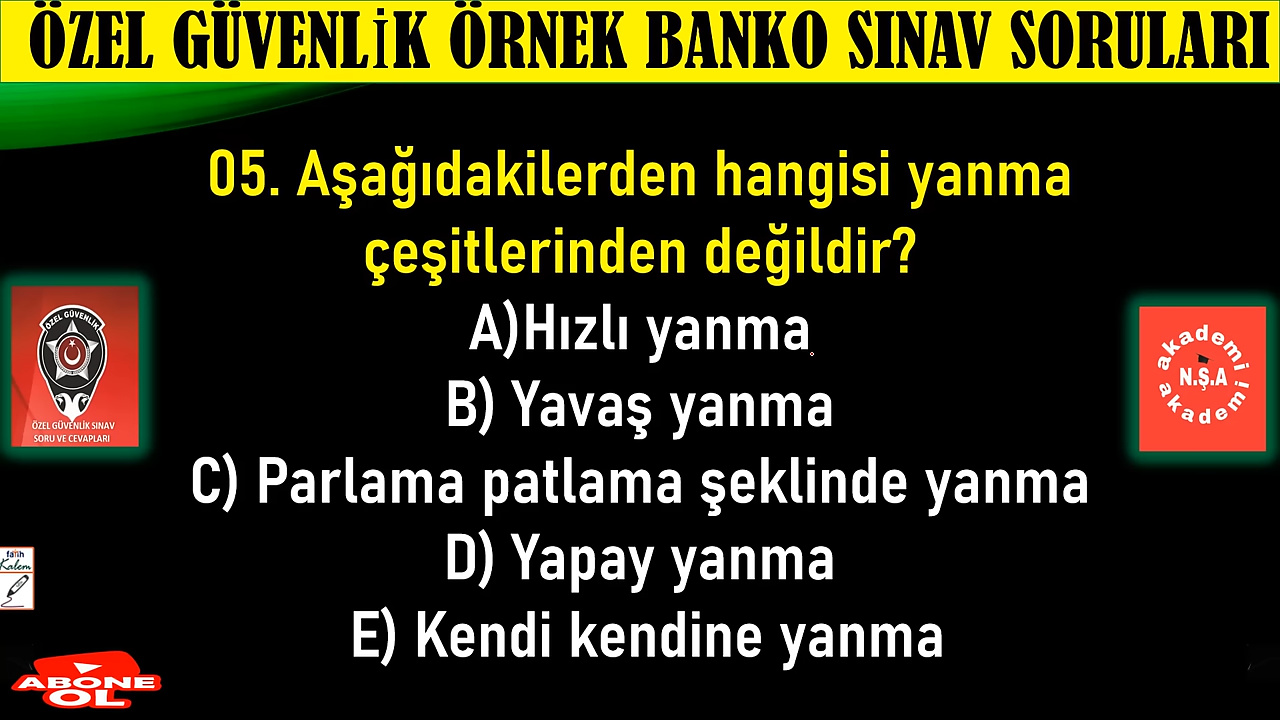 ÖZEL GÜVENLİK ÖRNEK BANKO SINAV SORULARI
05. Aşağıdakilerden hangisi yanma
çeşitlerinden değildir?
A)Hızlı yanma
B) Yavaş yanma
C) Parlama patlama şeklinde yanma
D) Yapay yanma
E) Kendi kendine yanma
ÖZEL GÜVENLİK
ÖZEL GÜVENLİK SINAV
SORU VE CEVAPLARI
akademi
N.Ş.A
akademi
fatih
Kalem
ABONE
OL